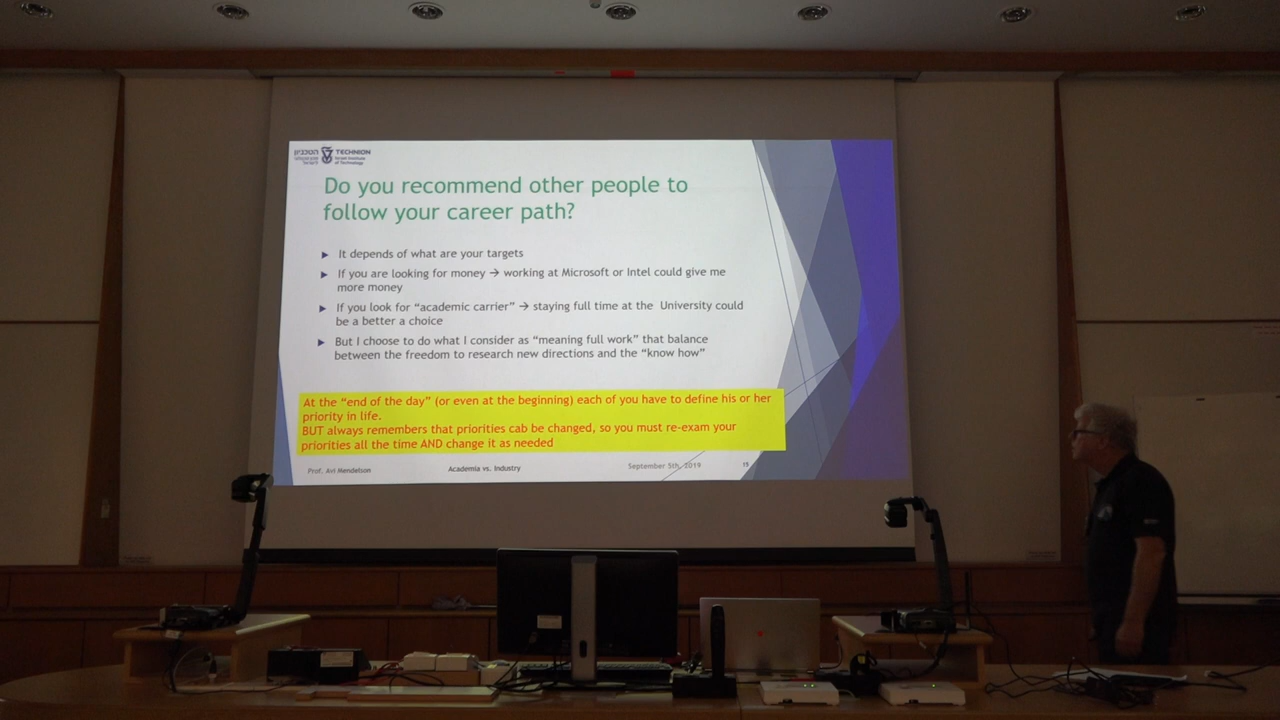 הטכניון
TECHNION
Israel Institute
of Technology
Do you recommend other people to
follow your career path?
It depends of what are your targets
If you are looking for money → working at Microsoft or Intel could give me
more money
If you look for "academic carrier" → staying full time at the University could
be a better a choice
But I choose to do what I consider as "meaning full work" that balance
between the freedom to research new directions and the "know how"
At the "end of the day" (or even at the beginning) each of you have to define his or her
priority in life.
BUT always remembers that priorities cab be changed, so you must re-exam your
priorities all the time AND change it as needed
Prof. Avi Mendelson
Academia vs. Industry
September 5th, 2019
15